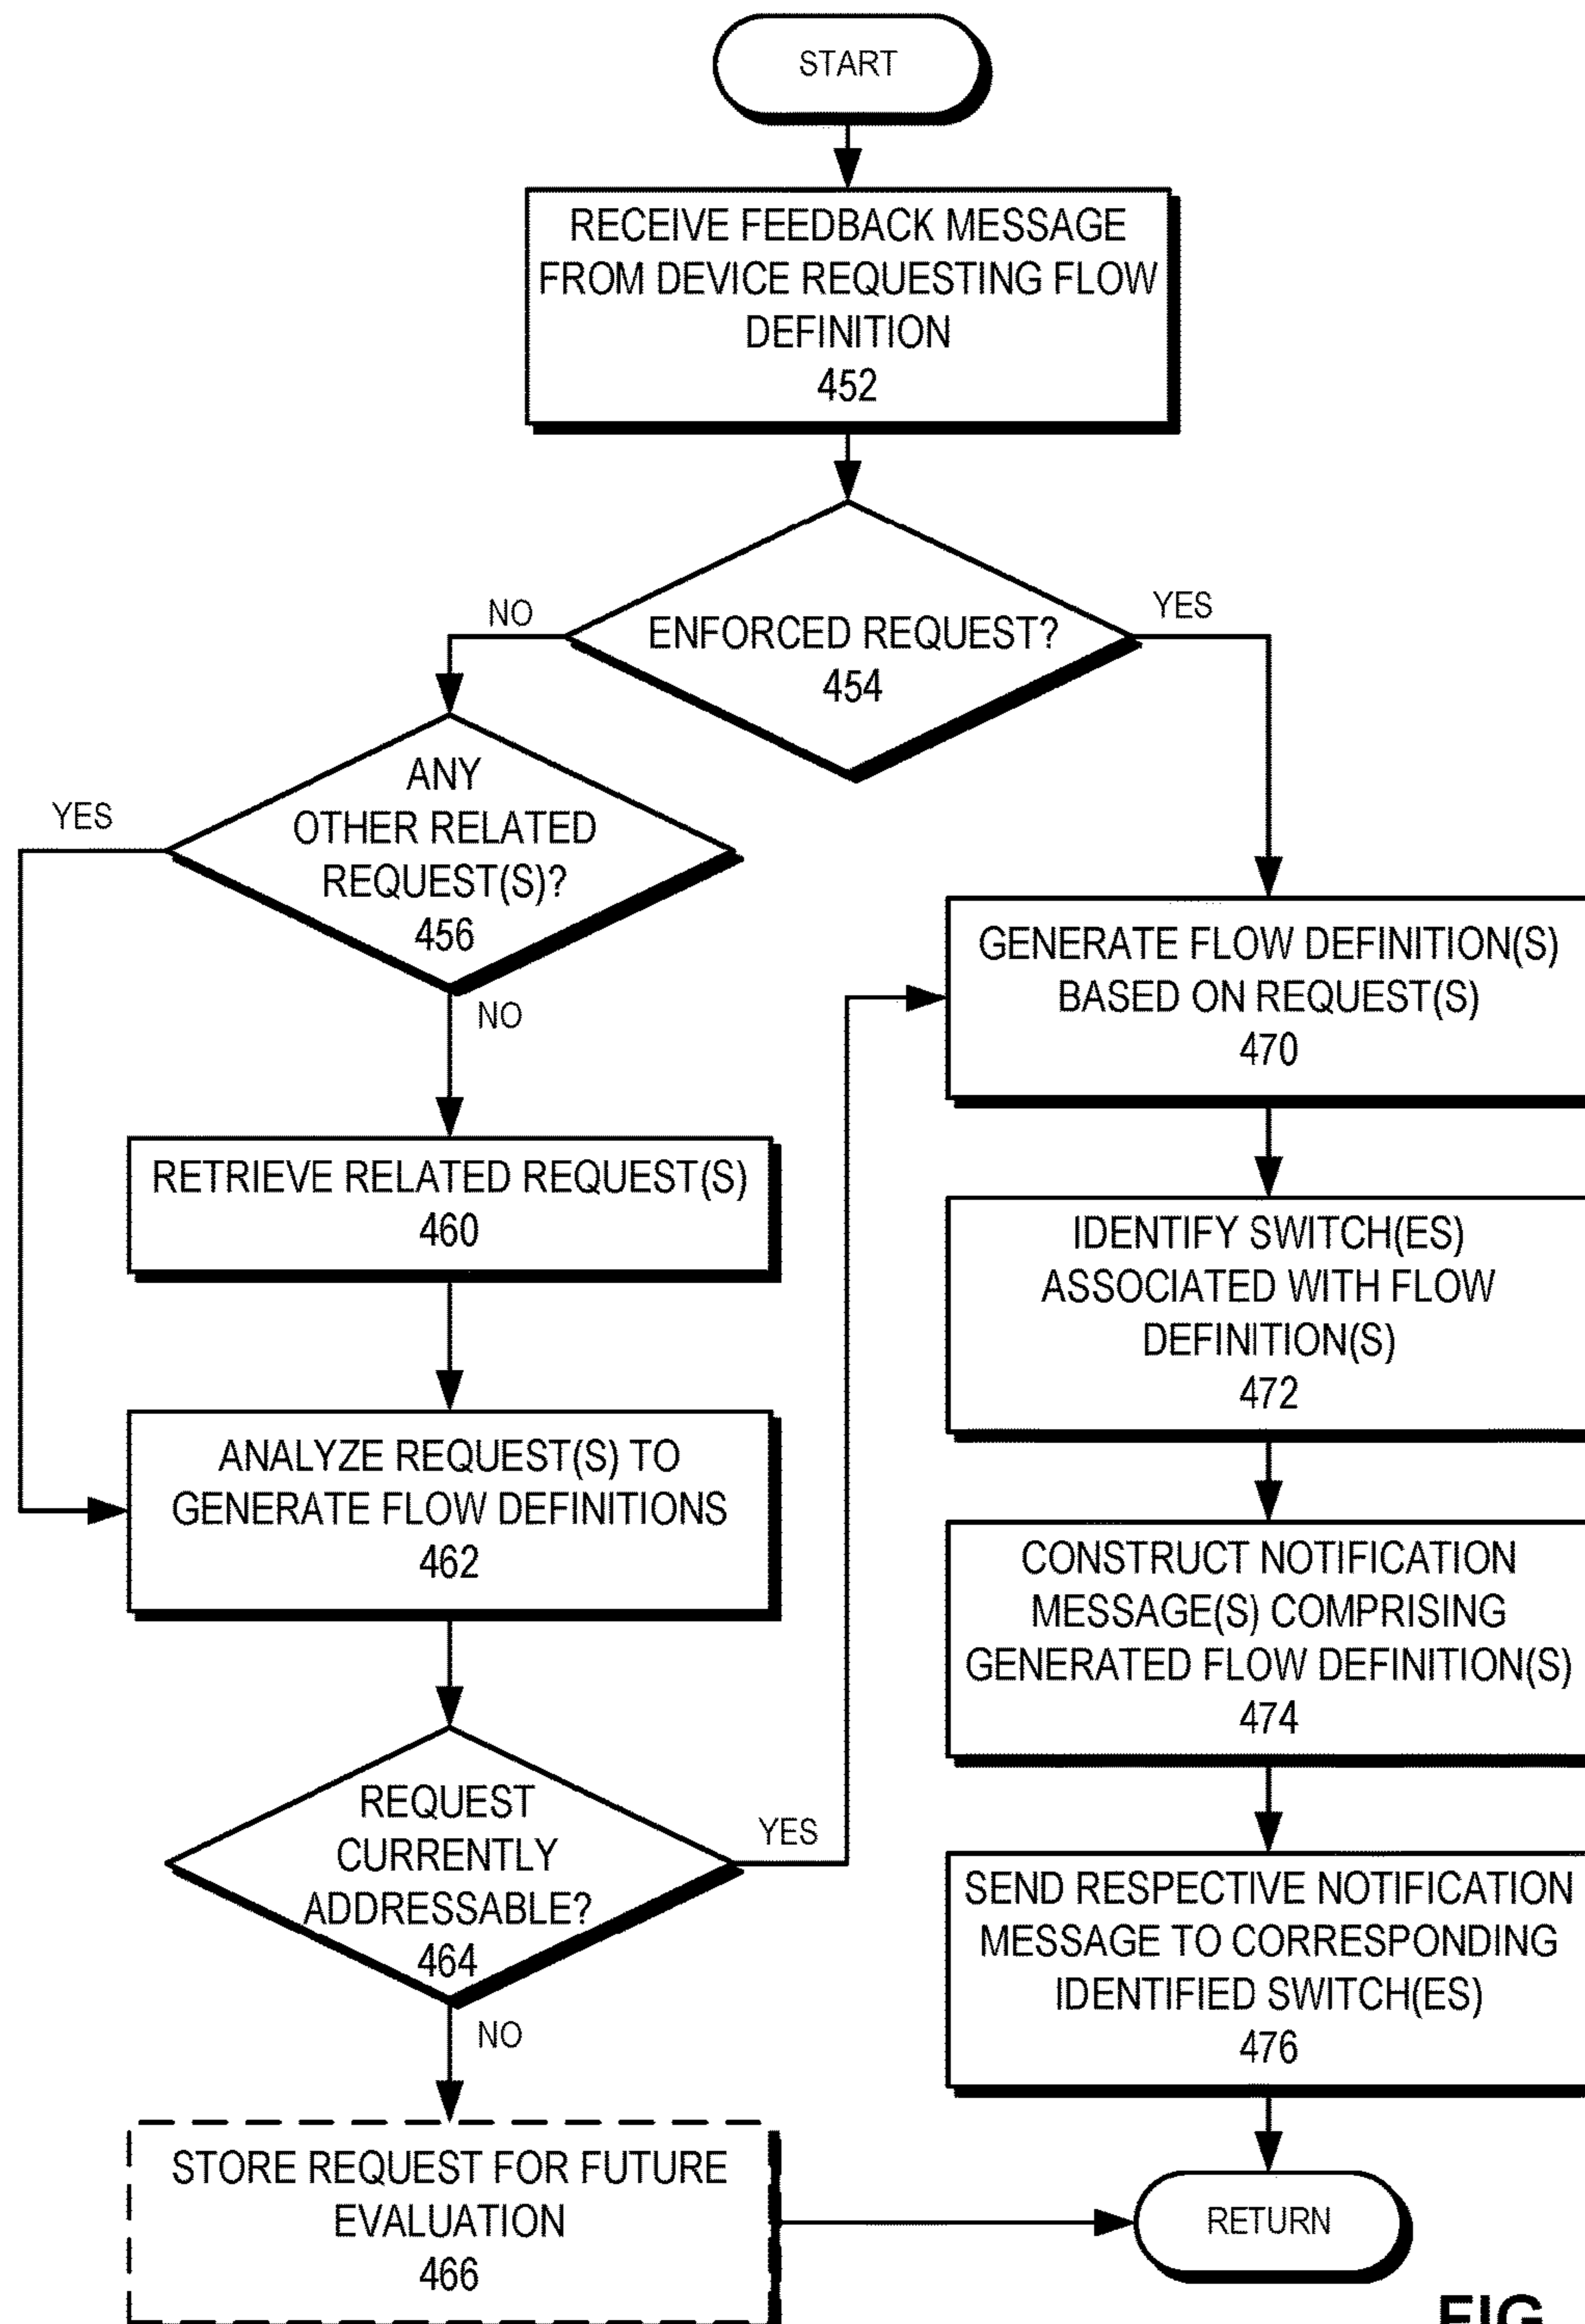 START
RECEIVE FEEDBACK MESSAGE
FROM DEVICE REQUESTING FLOW
DEFINITION
452
ENFORCED REQUEST?
454
NO
YES
ANY
OTHER RELATED
REQUEST(S)?
456
YES
NO
RETRIEVE RELATED REQUEST(S)
460
ANALYZE REQUEST(S) TO
GENERATE FLOW DEFINITIONS
462
REQUEST
CURRENTLY
ADDRESSABLE?
464
YES
NO
STORE REQUEST FOR FUTURE
EVALUATION
466
GENERATE FLOW DEFINITION(S)
BASED ON REQUEST(S)
470
IDENTIFY SWITCH(ES)
ASSOCIATED WITH FLOW
DEFINITION(S)
472
CONSTRUCT NOTIFICATION
MESSAGE(S) COMPRISING
GENERATED FLOW DEFINITION(S)
474
SEND RESPECTIVE NOTIFICATION
MESSAGE TO CORRESPONDING
IDENTIFIED SWITCH(ES)
476
RETURN
FIG